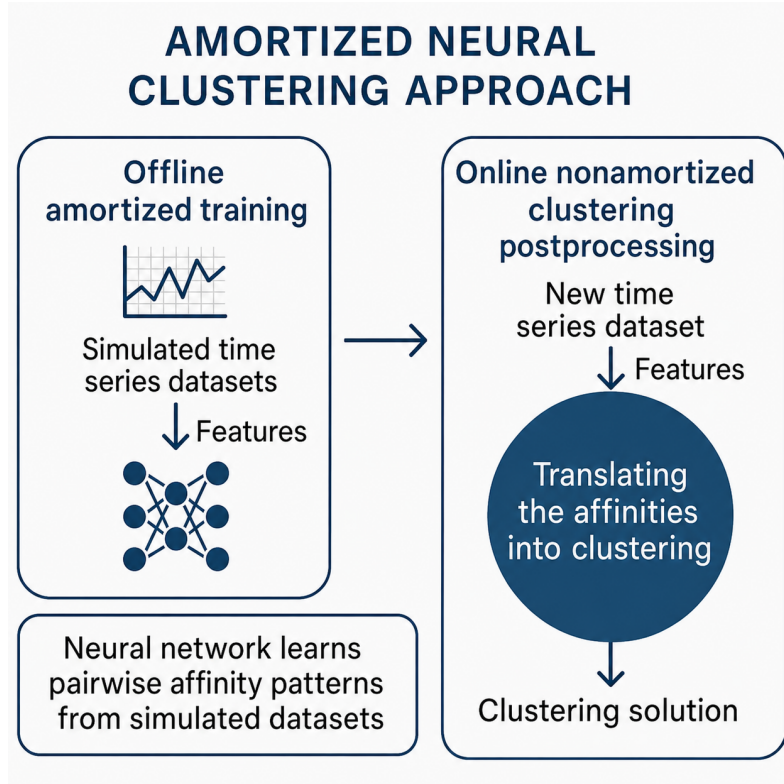 AMORTIZED NEURAL
CLUSTERING APPROACH
Offline
amortized training
Simulated time
series datasets
Features
Neural network learns
pairwise affinity patterns
from simulated datasets
Online nonamortized
clustering
postprocessing
New time
series dataset
Features
Translating
the affinities
into clustering
Clustering solution